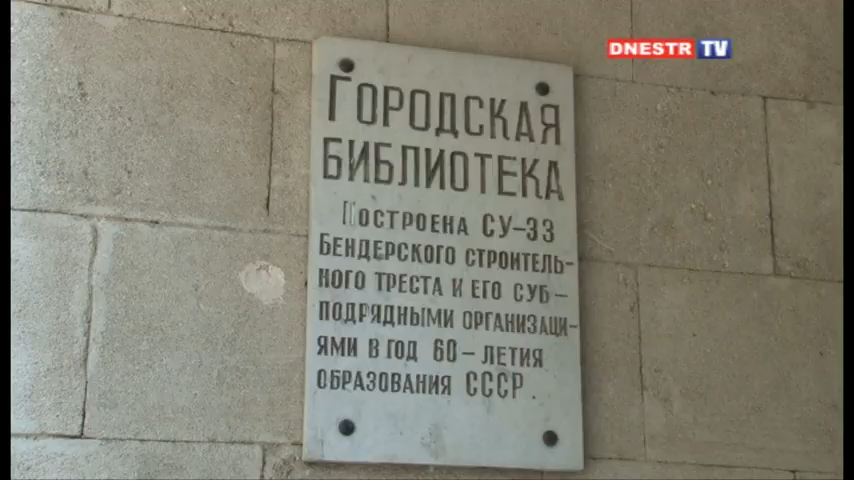 DNESTR TV
ГОРОДСКАЯ
БИБЛИОТЕКА
ПОСТРОЕНА СУ-33
БЕНДЕРСКОГО СТРОИТЕЛЬ-
НОГО ТРЕСТА И ЕГО СУБ-
ПОДРЯДНЫМИ ОРГАНИЗАЦИ-
ЯМИ В ГОД 60-ЛЕТИЯ
ОБРАЗОВАНИЯ СССР.